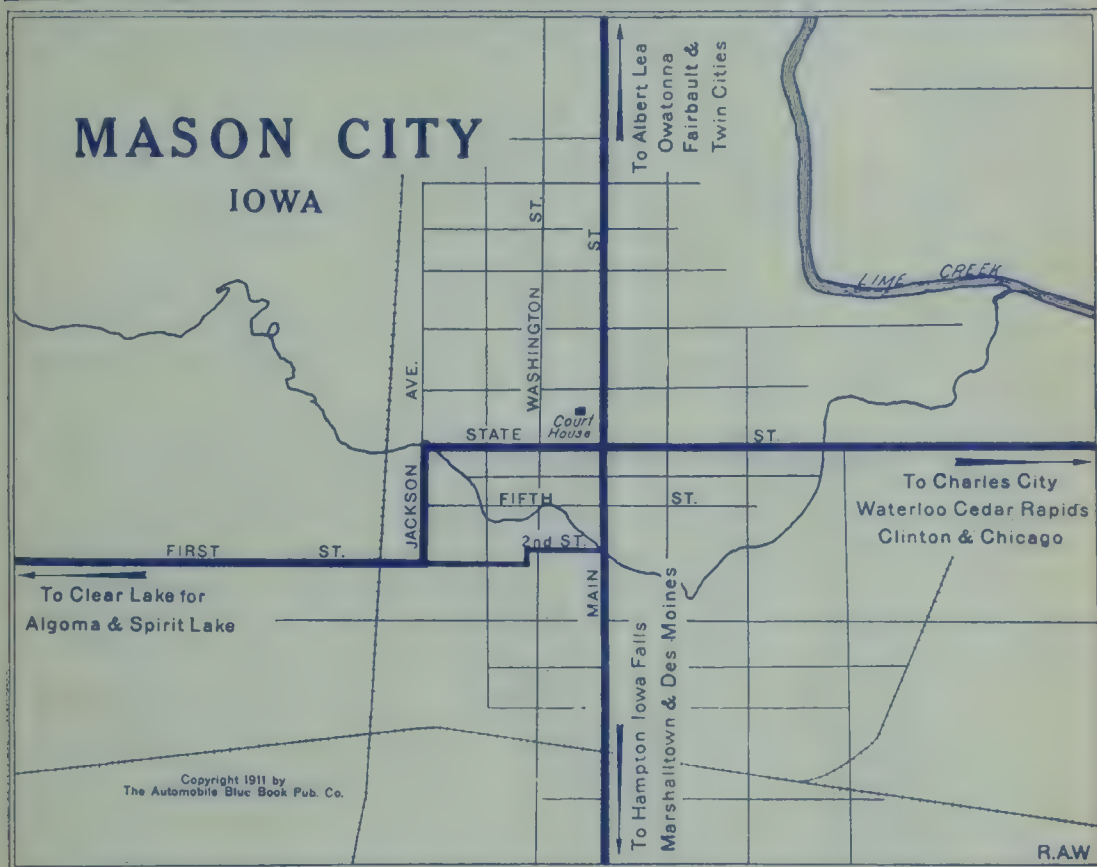 MASON CITY
IOWA
To Albert Lea
Owatonna
Fairbault &
Twin Cities
LIME CREEK
WASHINGTON ST.
ST
JACKSON AVE.
Court
House
STATE ST.
FIFTH ST.
2nd ST.
FIRST ST.
MAIN
To Charles City
Waterloo Cedar Rapids
Clinton & Chicago
To Clear Lake for
Algoma & Spirit Lake
To Hampton Iowa Falls
Marshalltown & Des Moines
Copyright 1911 by
The Automobile Blue Book Pub. Co.
R.A.W